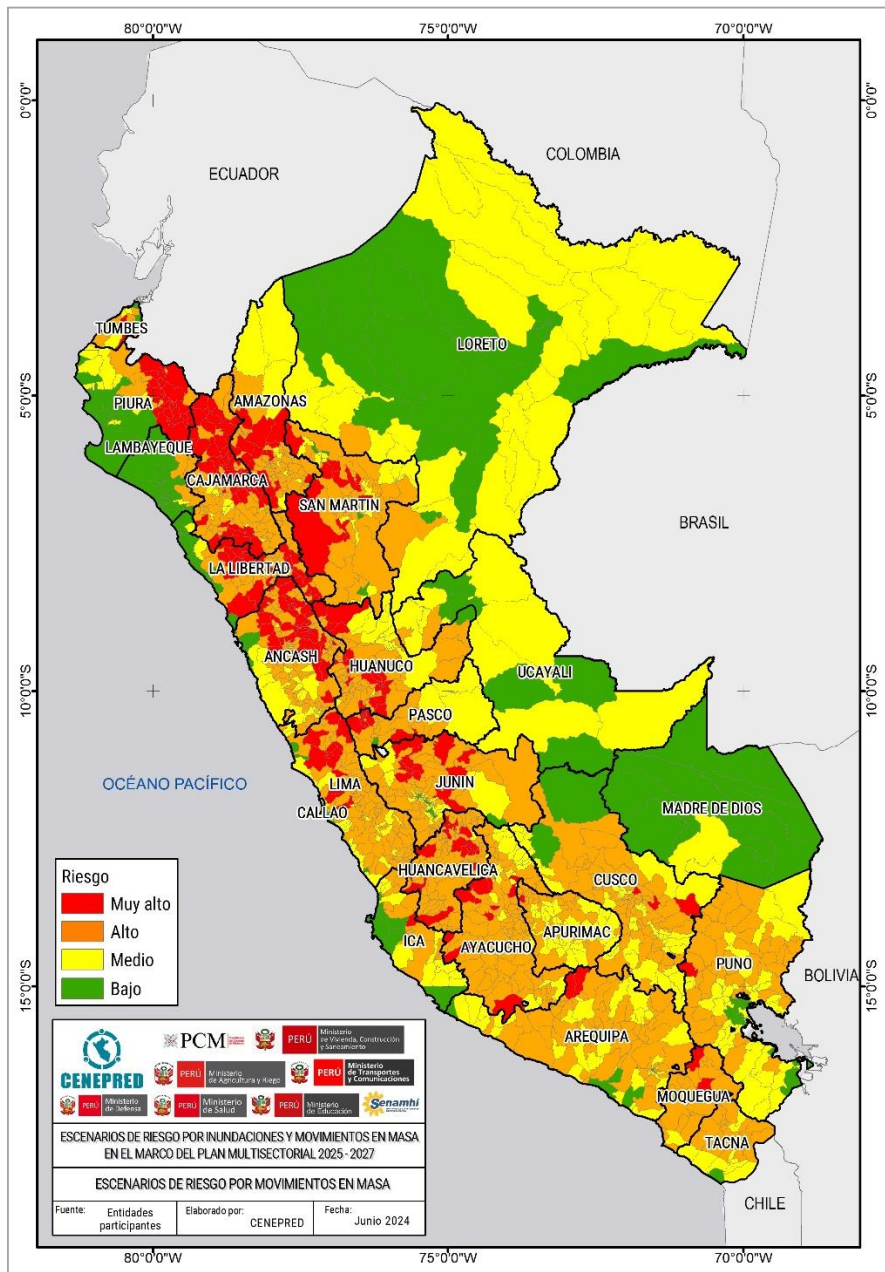 80°0'0"W 75°0'0"W 70°0'0"W
0°0'0"S 0°0'0"S
COLOMBIA
ECUADOR
TUMBES
LORETO
5°0'0"S 5°0'0"S
PIURA
AMAZONAS
LAMBAYEQUE
CAJAMARCA
SAN MARTIN
BRASIL
LA LIBERTAD
ANCASH
HUANUCO
UCAYALI
10°0'0"S 10°0'0"S
PASCO
OCÉANO PACÍFICO
LIMA
JUNIN
CALLAO
MADRE DE DIOS
HUANCAVELICA
CUSCO
ICA
AYACUCHO
APURIMAC
PUNO
BOLIVIA
15°0'0"S 15°0'0"S
AREQUIPA
MOQUEGUA
TACNA
CHILE
Riesgo
Muy alto
Alto
Medio
Bajo
CENEPRED
PCM
PERÚ Ministerio de Vivienda, Construcción y Saneamiento
PERÚ Ministerio de Agricultura y Riego
PERÚ Ministerio de Transportes y Comunicaciones
PERÚ Ministerio de Defensa
PERÚ Ministerio de Salud
PERÚ Ministerio de Educación
Senamhi
ESCENARIOS DE RIESGO POR INUNDACIONES Y MOVIMIENTOS EN MASA
EN EL MARCO DEL PLAN MULTISECTORIAL 2025 - 2027
ESCENARIOS DE RIESGO POR MOVIMIENTOS EN MASA
Fuente: Entidades participantes
Elaborado por: CENEPRED
Fecha: Junio 2024
80°0'0"W 75°0'0"W 70°0'0"W